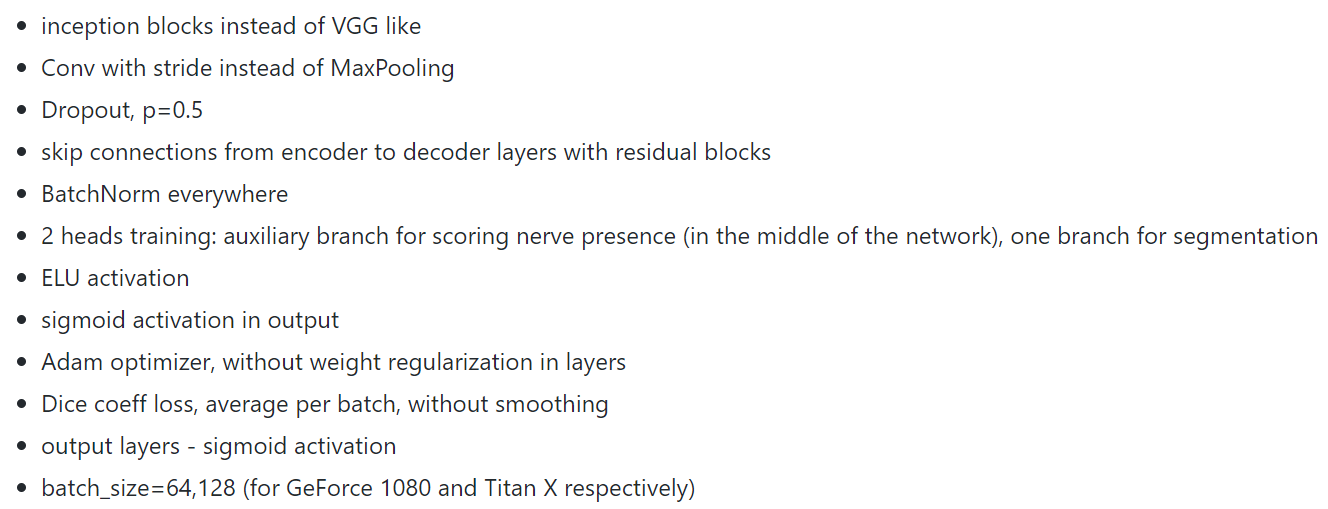 • inception blocks instead of VGG like
• Conv with stride instead of MaxPooling
• Dropout, p=0.5
• skip connections from encoder to decoder layers with residual blocks
• BatchNorm everywhere
• 2 heads training: auxiliary branch for scoring nerve presence (in the middle of the network), one branch for segmentation
• ELU activation
• sigmoid activation in output
• Adam optimizer, without weight regularization in layers
• Dice coeff loss, average per batch, without smoothing
• output layers - sigmoid activation
• batch_size=64,128 (for GeForce 1080 and Titan X respectively)